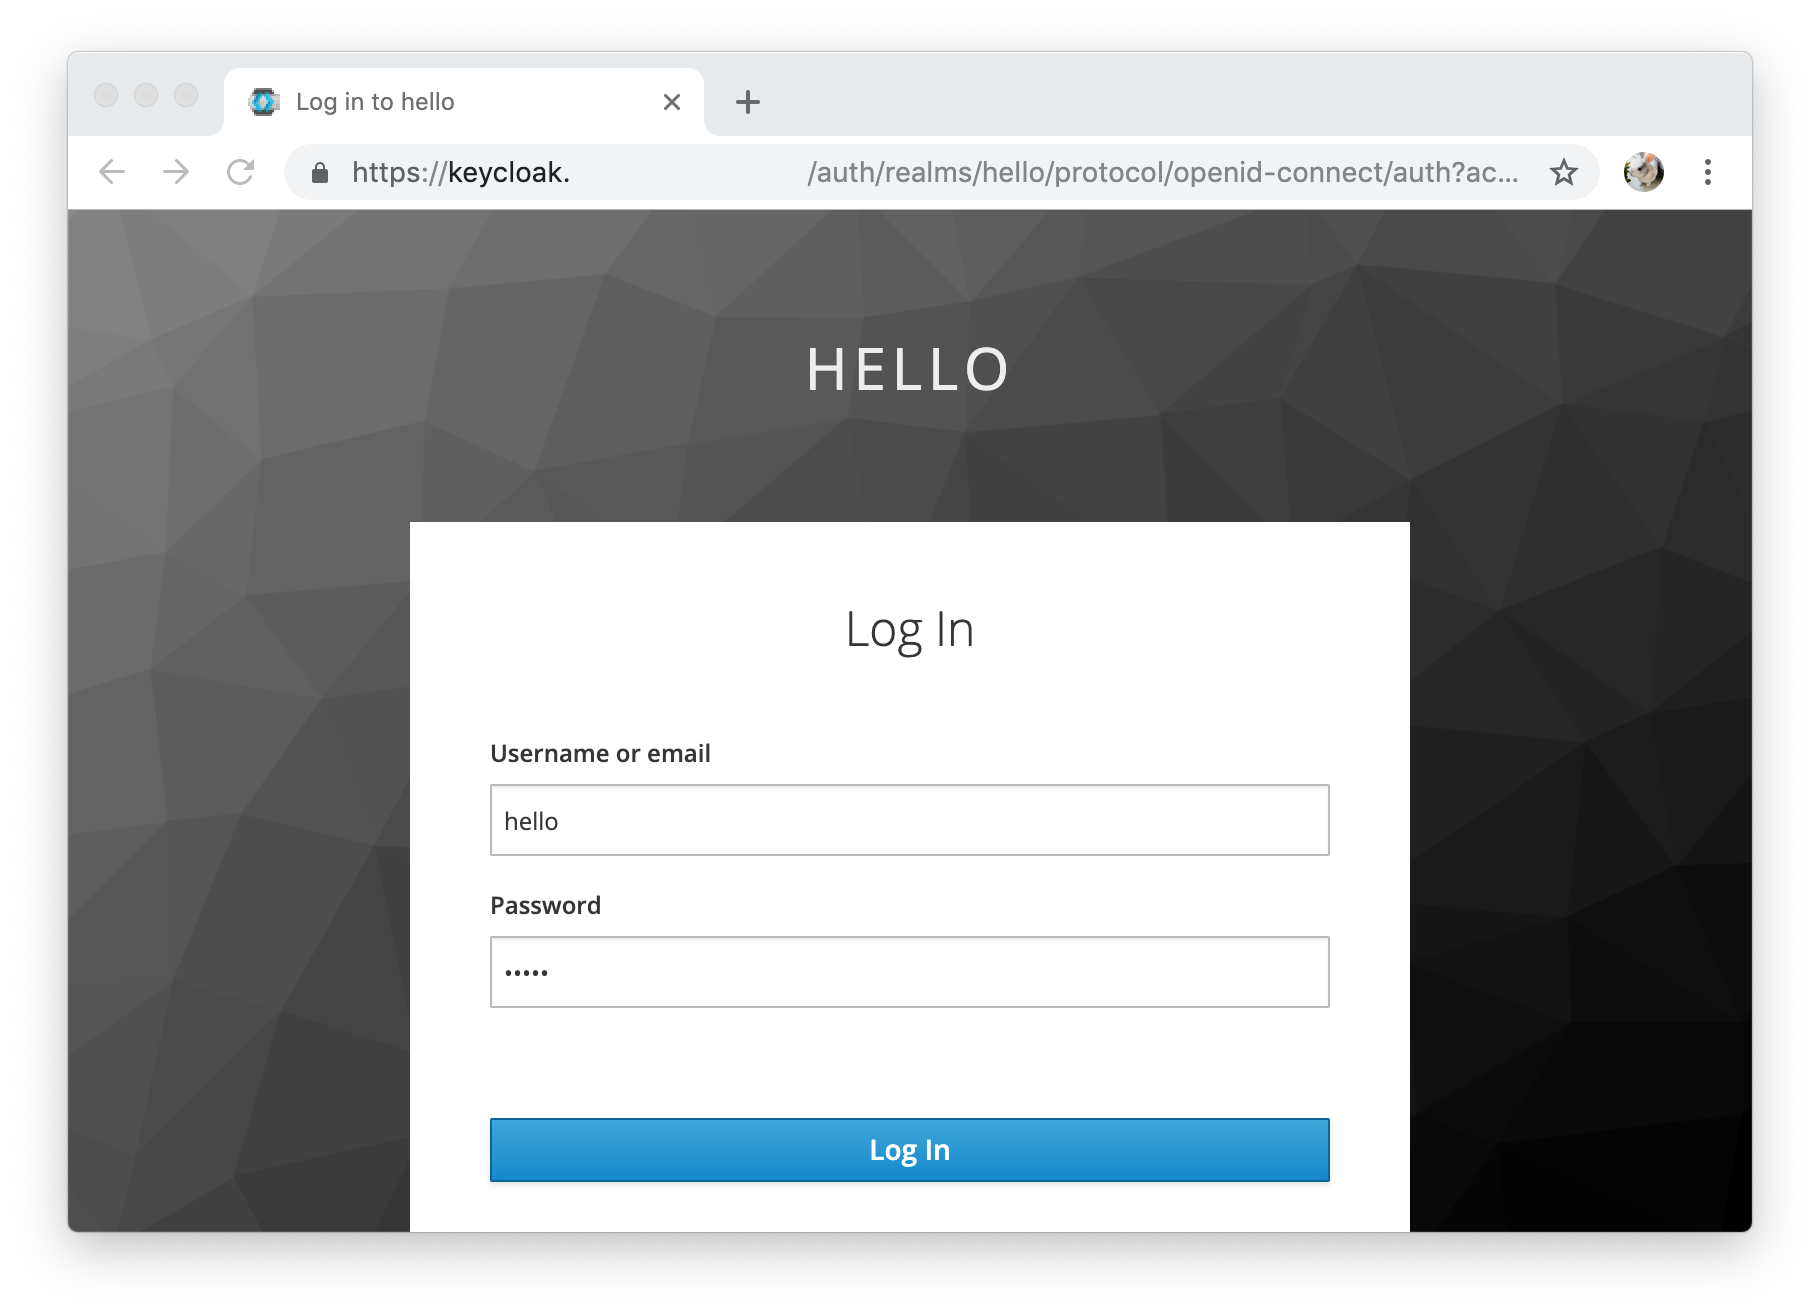 Log in to hello
https://keycloak. /auth/realms/hello/protocol/openid-connect/auth?ac...
HELLO
Log In
Username or email
hello
Password
•••••
Log In